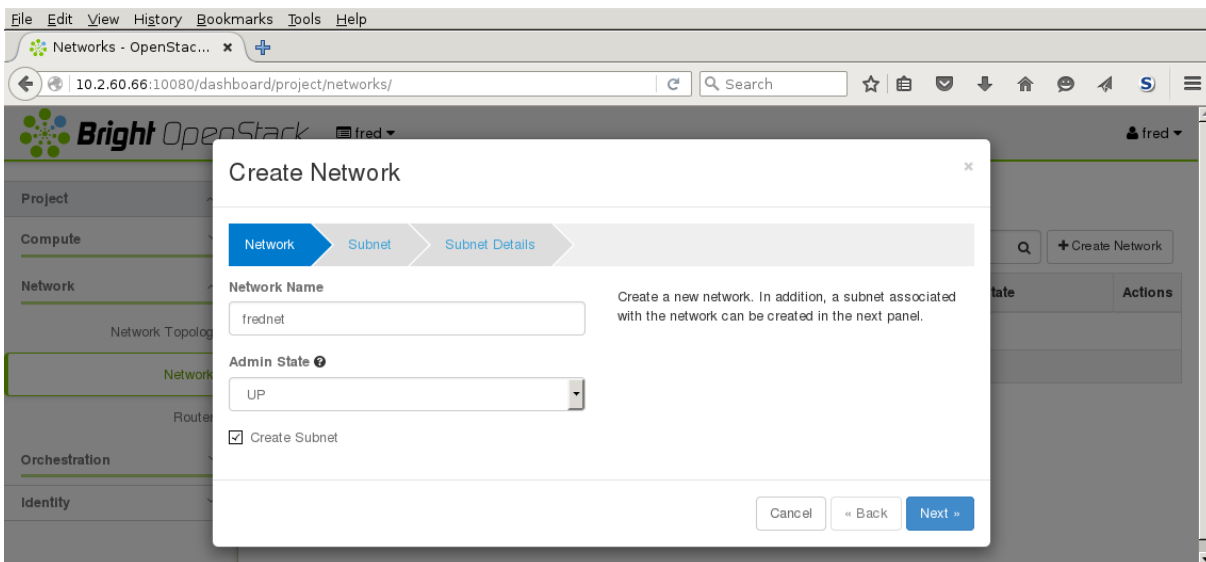 File Edit View History Bookmarks Tools Help
Networks - OpenStac...
10.2.60.66:10080/dashboard/project/networks/
Search
Bright OpenStack
fred
fred
Project
Compute
Network
Network Topolog
Network
Router
Orchestration
Identity
Create Network
×
Network
Subnet
Subnet Details
Network Name
frednet
Admin State
UP
Create Subnet
Create a new network. In addition, a subnet associated
with the network can be created in the next panel.
Cancel
« Back
Next »
+ Create Network
tate
Actions